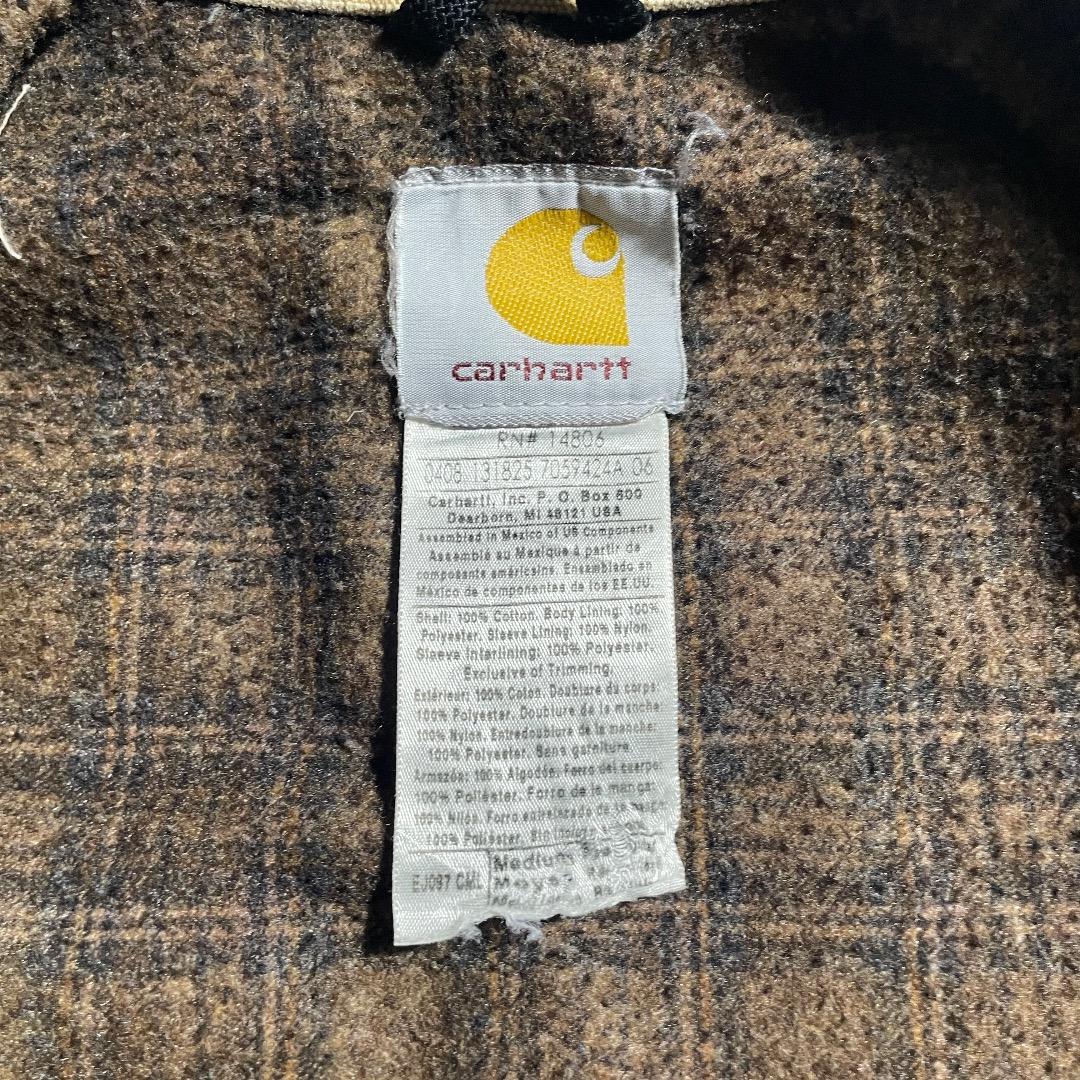 carhartt
RN# 14806
0408 131825 7059424A 06
Carhartt, Inc. P. O. Box 600
Dearborn, MI 48121 USA
Assembled in Mexico of US Components
Assemblé au Mexique à partir de
composants américains. Ensamblado en
México de componentes de los EE.UU.
Shell: 100% Cotton. Body Lining: 100%
Polyester. Sleeve Lining: 100% Nylon.
Sleeve Interlining: 100% Polyester.
Exclusive of Trimming.
Extérieur: 100% Coton. Doublure du corps:
100% Polyester. Doublure de la manche:
100% Nylon. Entredoublure de la manche:
100% Polyester. Sans garniture.
Armazón: 100% Algodón. Forro del cuerpo:
100% Poliéster. Forro de la manga:
100% Nilón. Forro entrelazado de la manga
100% Poliéster. Sin
Medium
EJ097 CML